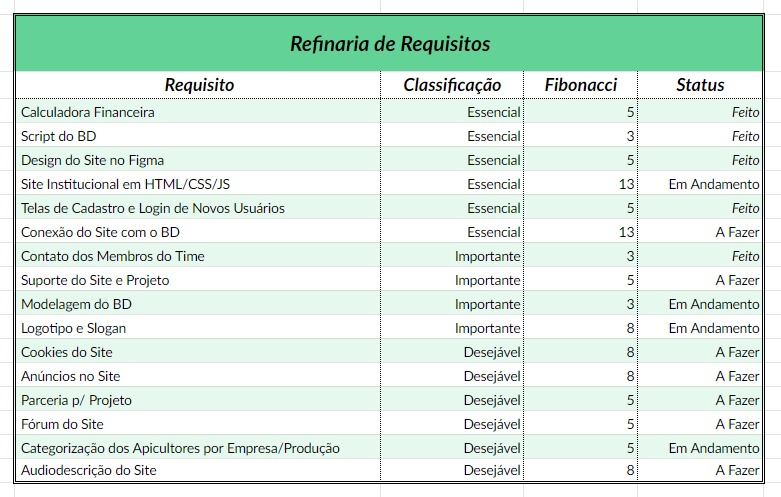 Refinaria de Requisitos
Requisito Classificação Fibonacci Status
Calculadora Financeira Essencial 5 Feito
Script do BD Essencial 3 Feito
Design do Site no Figma Essencial 5 Feito
Site Institucional em HTML/CSS/JS Essencial 13 Em Andamento
Telas de Cadastro e Login de Novos Usuários Essencial 5 Feito
Conexão do Site com o BD Essencial 13 A Fazer
Contato dos Membros do Time Importante 3 Feito
Suporte do Site e Projeto Importante 5 A Fazer
Modelagem do BD Importante 3 Em Andamento
Logotipo e Slogan Importante 8 Em Andamento
Cookies do Site Desejável 8 A Fazer
Anúncios no Site Desejável 8 A Fazer
Parceria p/ Projeto Desejável 5 A Fazer
Fórum do Site Desejável 5 A Fazer
Categorização dos Apicultores por Empresa/Produção Desejável 5 Em Andamento
Audiodescrição do Site Desejável 8 A Fazer